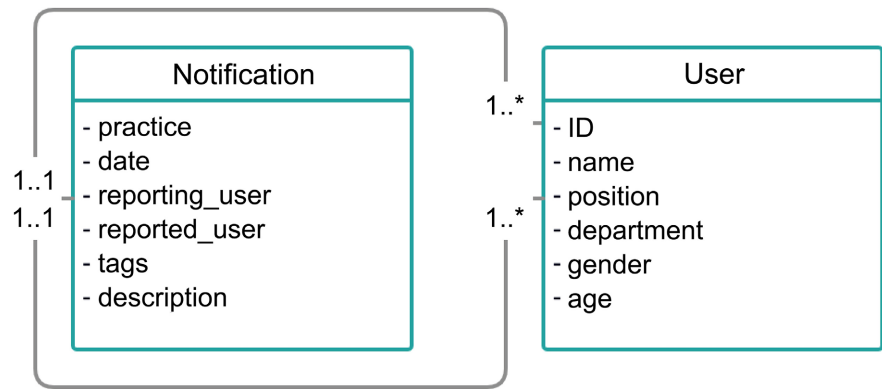 Notification
- practice
- date
- reporting_user
- reported_user
- tags
- description
1..1
1..1
1..*
1..*
User
- ID
- name
- position
- department
- gender
- age